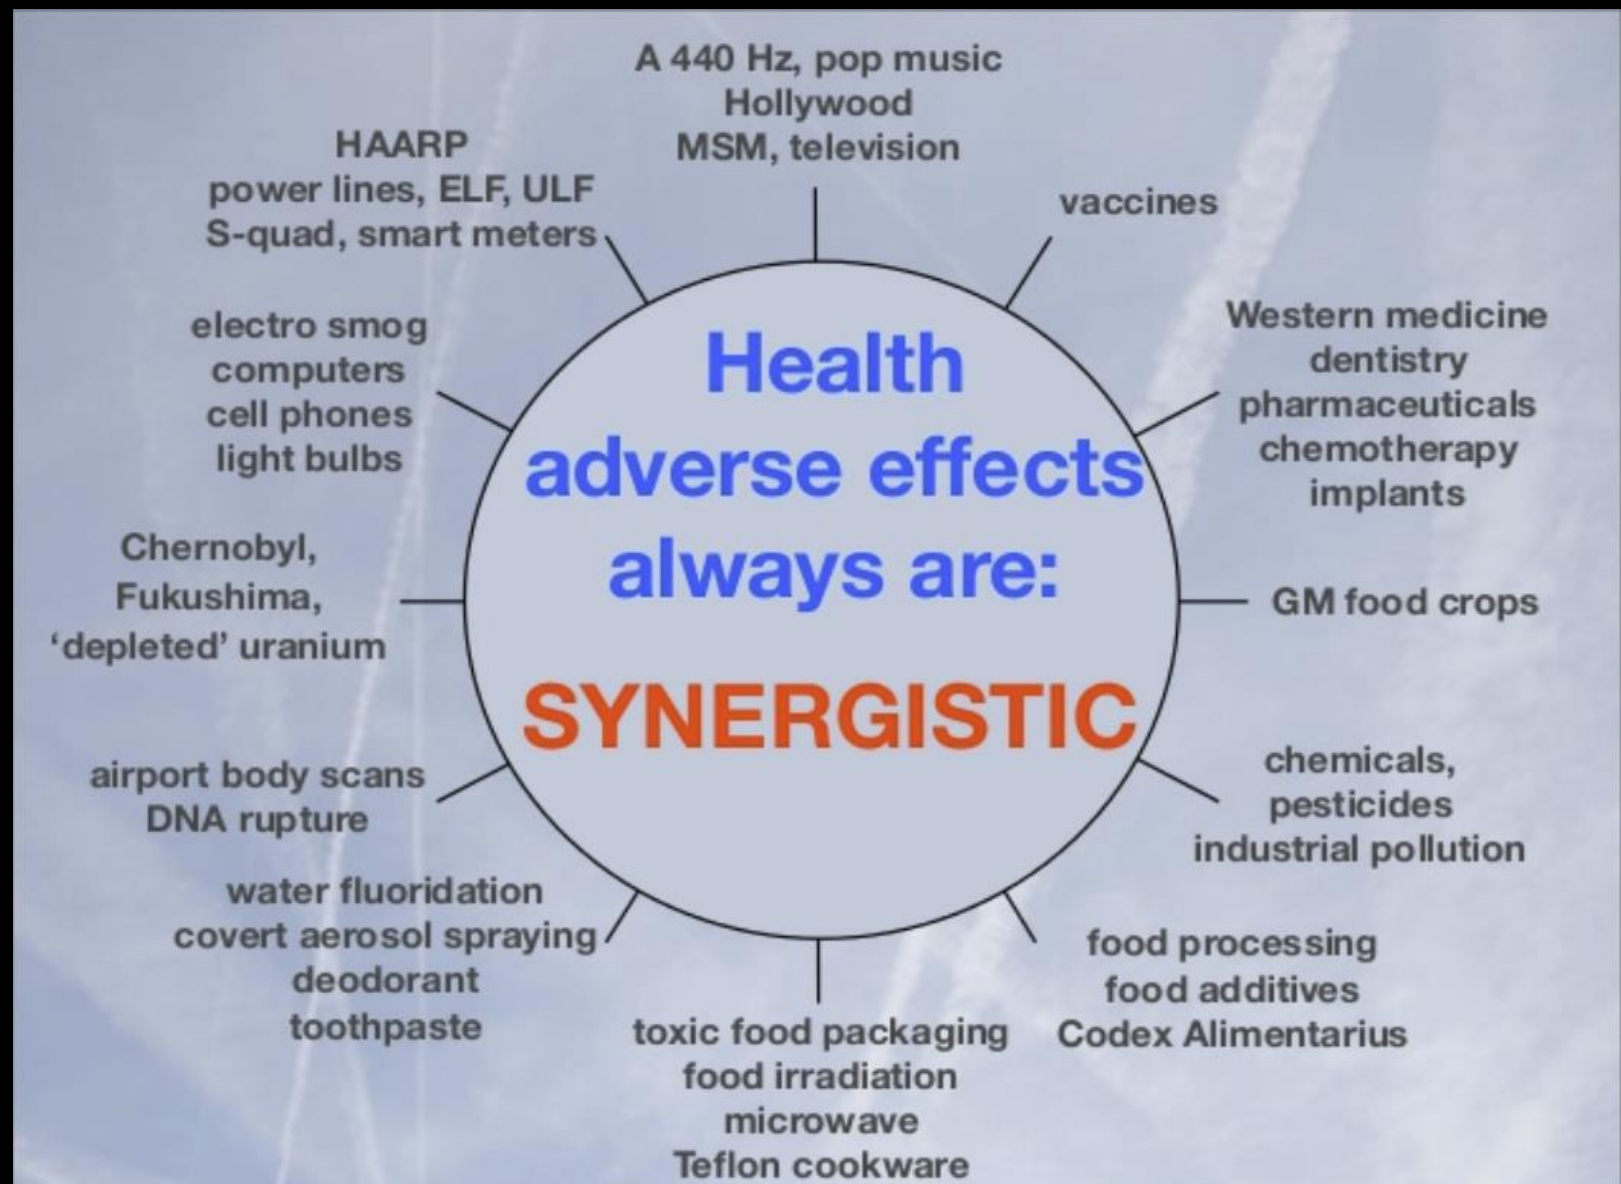 A 440 Hz, pop music
Hollywood
MSM, television
HAARP
power lines, ELF, ULF
S-quad, smart meters
vaccines
electro smog
computers
cell phones
light bulbs
Western medicine
dentistry
pharmaceuticals
chemotherapy
implants
Health
adverse effects
always are:
SYNERGISTIC
Chernobyl,
Fukushima,
‘depleted’ uranium
GM food crops
airport body scans
DNA rupture
chemicals,
pesticides
industrial pollution
water fluoridation
covert aerosol spraying
deodorant
toothpaste
food processing
food additives
Codex Alimentarius
toxic food packaging
food irradiation
microwave
Teflon cookware